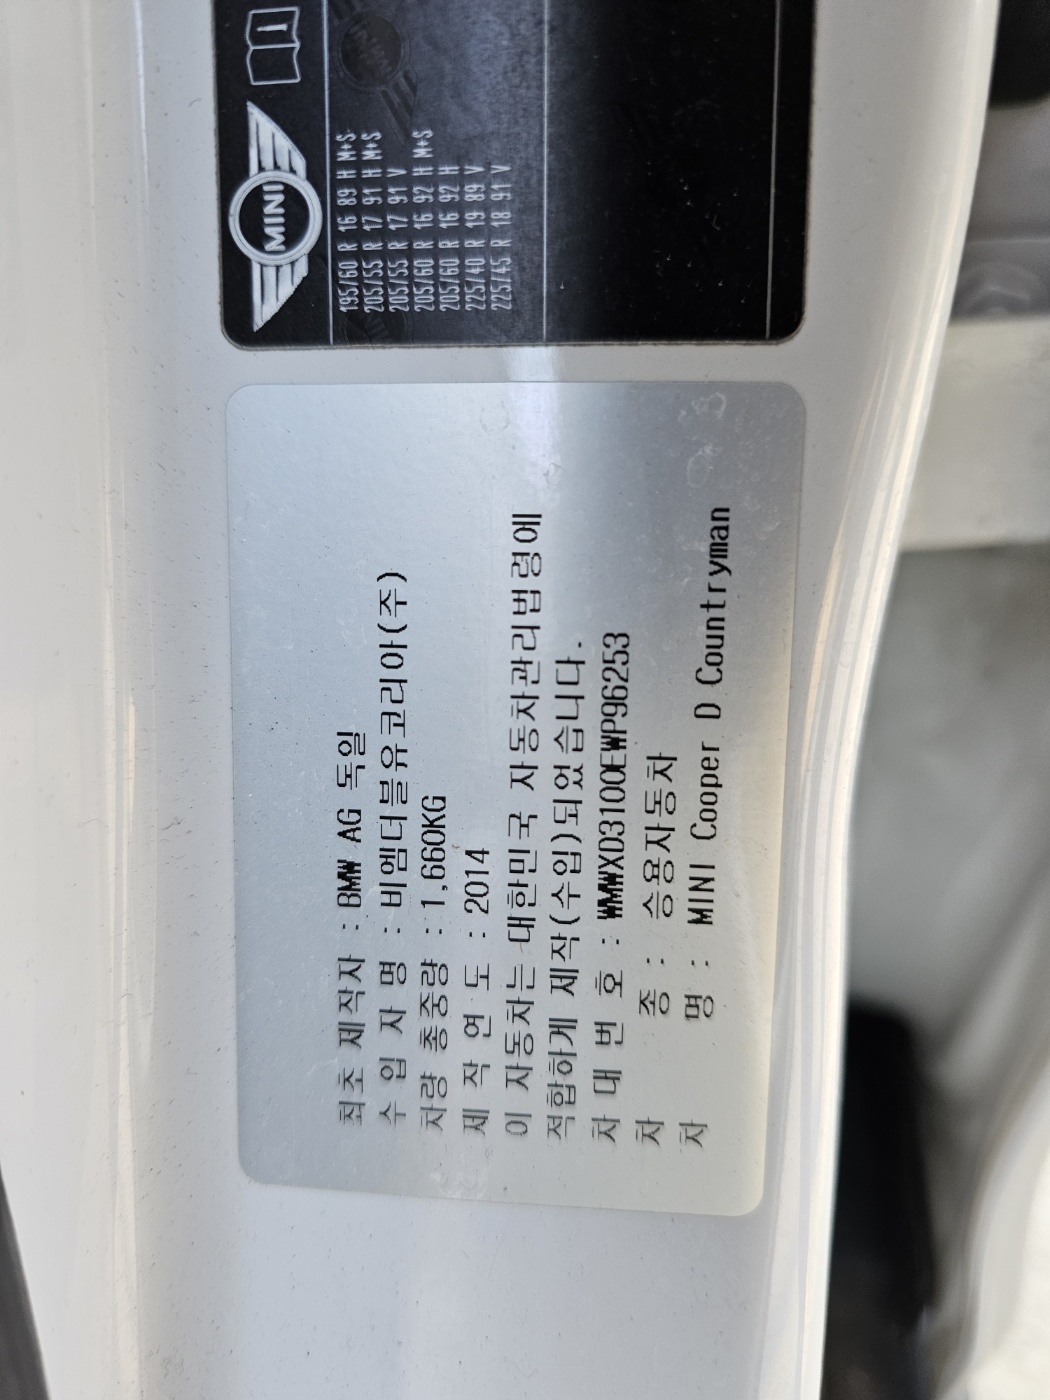 MINI
195/60 R 16 89 H M+S
205/55 R 17 91 H M+S
205/55 R 17 91 V
205/60 R 16 92 H M+S
205/60 R 16 92 H
225/40 R 19 89 V
225/45 R 18 91 V
최초 제작자 : BMW AG 독일
수 입 자 명 : 비엠더블유코리아(주)
차량 총중량 : 1,660KG
제 작 연 도 : 2014
이 자동차는 대한민국 자동차관리법령에
적합하게 제작(수입)되었습니다.
차 대 번 호 : WMWXD3100EWP96253
차 종 : 승용자동차
차 명 : MINI Cooper D Countryman